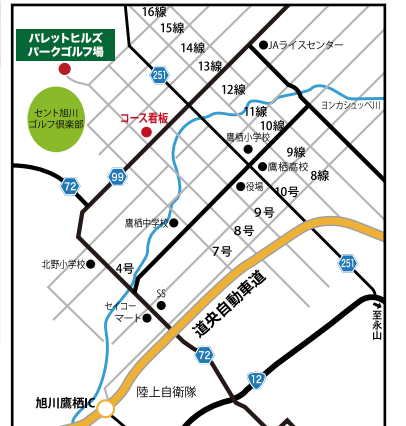 16線
15線
14線
13線
12線
11線
10線
9線
8線
パレットヒルズ
パークゴルフ場
251
JAライスセンター
ヨンカシュッペ川
セント旭川
ゴルフ倶楽部
コース看板
鷹栖小学校
鷹栖高校
役場
10号
9号
8号
7号
99
72
鷹栖中学校
北野小学校
4号
SS
セイコー
マート
道央自動車道
251
至永山
72
12
陸上自衛隊
旭川鷹栖IC